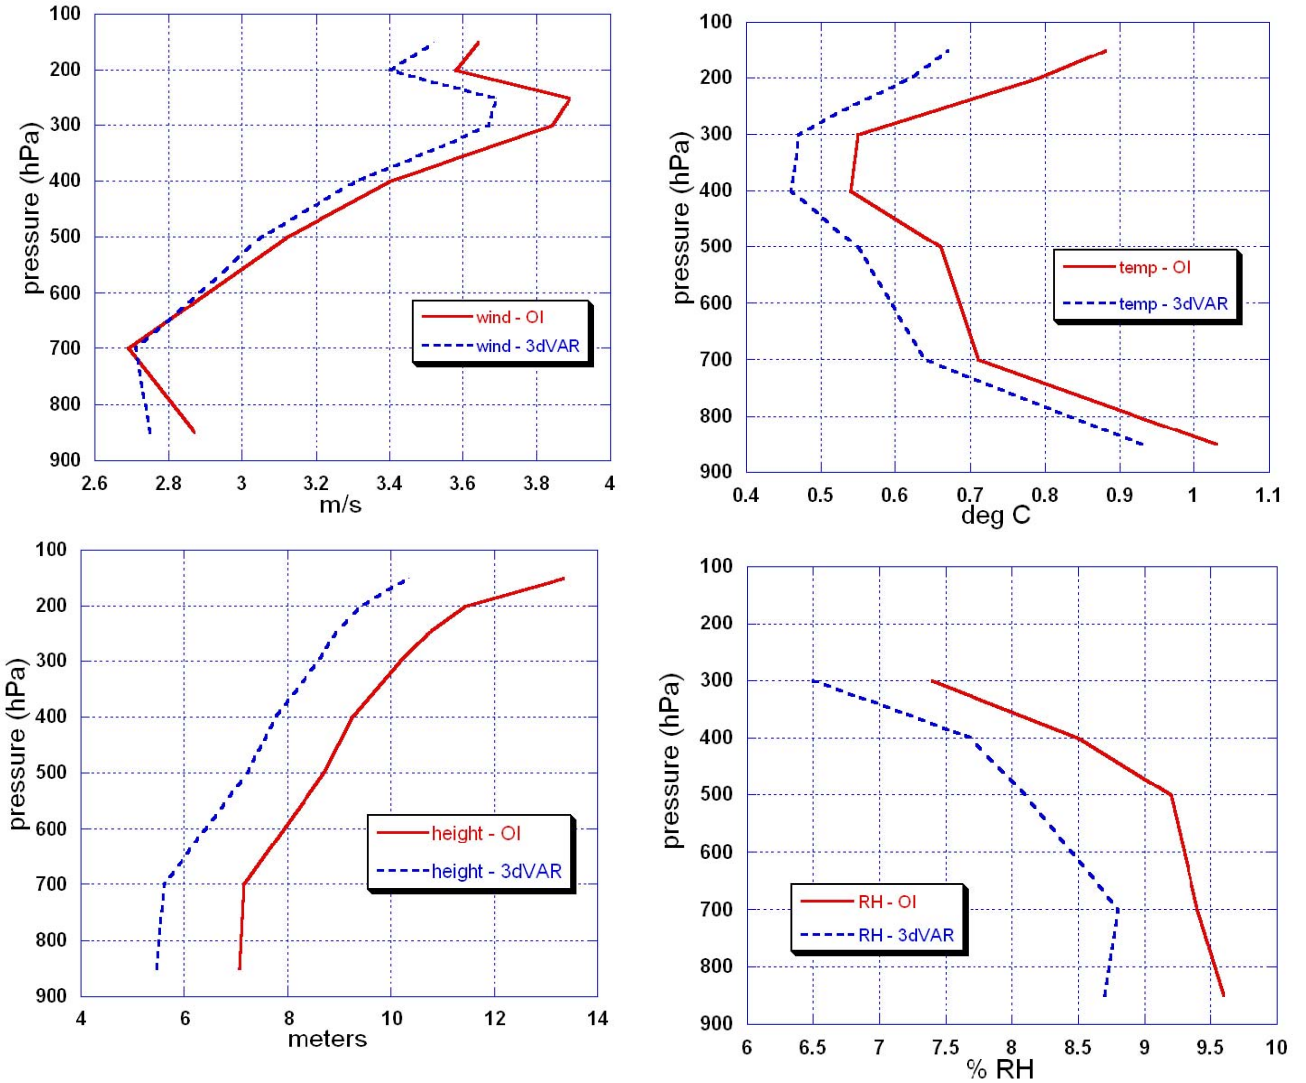 100
200
300
400
500
600
700
800
900
pressure (hPa)
wind - OI
wind - 3dVAR
2.6 2.8 3 3.2 3.4 3.6 3.8 4
m/s
100
200
300
400
500
600
700
800
900
pressure (hPa)
temp - OI
temp - 3dVAR
0.4 0.5 0.6 0.7 0.8 0.9 1 1.1
deg C
100
200
300
400
500
600
700
800
900
pressure (hPa)
height - OI
height - 3dVAR
4 6 8 10 12 14
meters
100
200
300
400
500
600
700
800
900
pressure (hPa)
RH - OI
RH - 3dVAR
6 6.5 7 7.5 8 8.5 9 9.5 10
% RH